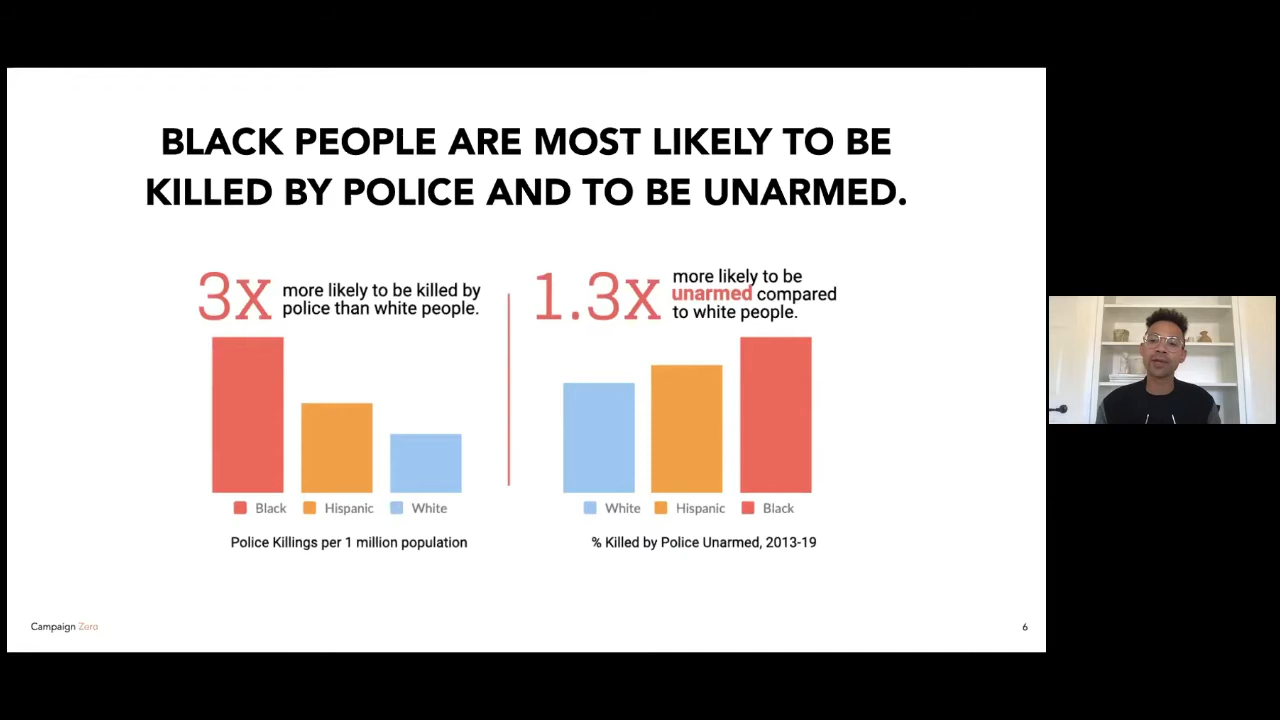 BLACK PEOPLE ARE MOST LIKELY TO BE
KILLED BY POLICE AND TO BE UNARMED.
3x
more likely to be killed by
police than white people.
Black
Hispanic
White
Police Killings per 1 million population
1.3x
more likely to be
unarmed compared
to white people.
White
Hispanic
Black
% Killed by Police Unarmed, 2013-19
Campaign Zero
6